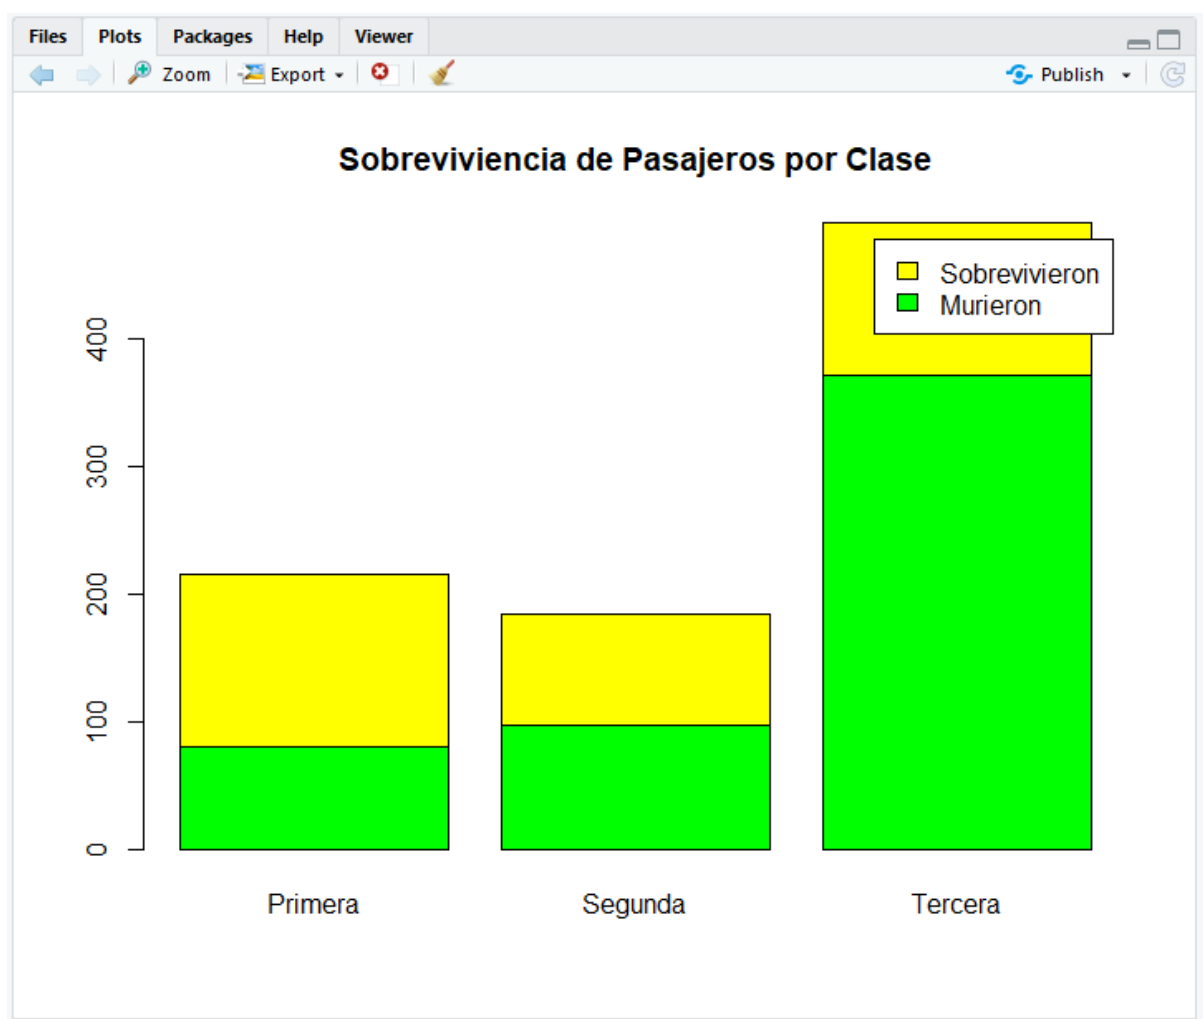 Files Plots Packages Help Viewer
Zoom Export Publish
Sobreviviencia de Pasajeros por Clase
Sobrevivieron
Murieron
400
300
200
100
0
Primera Segunda Tercera